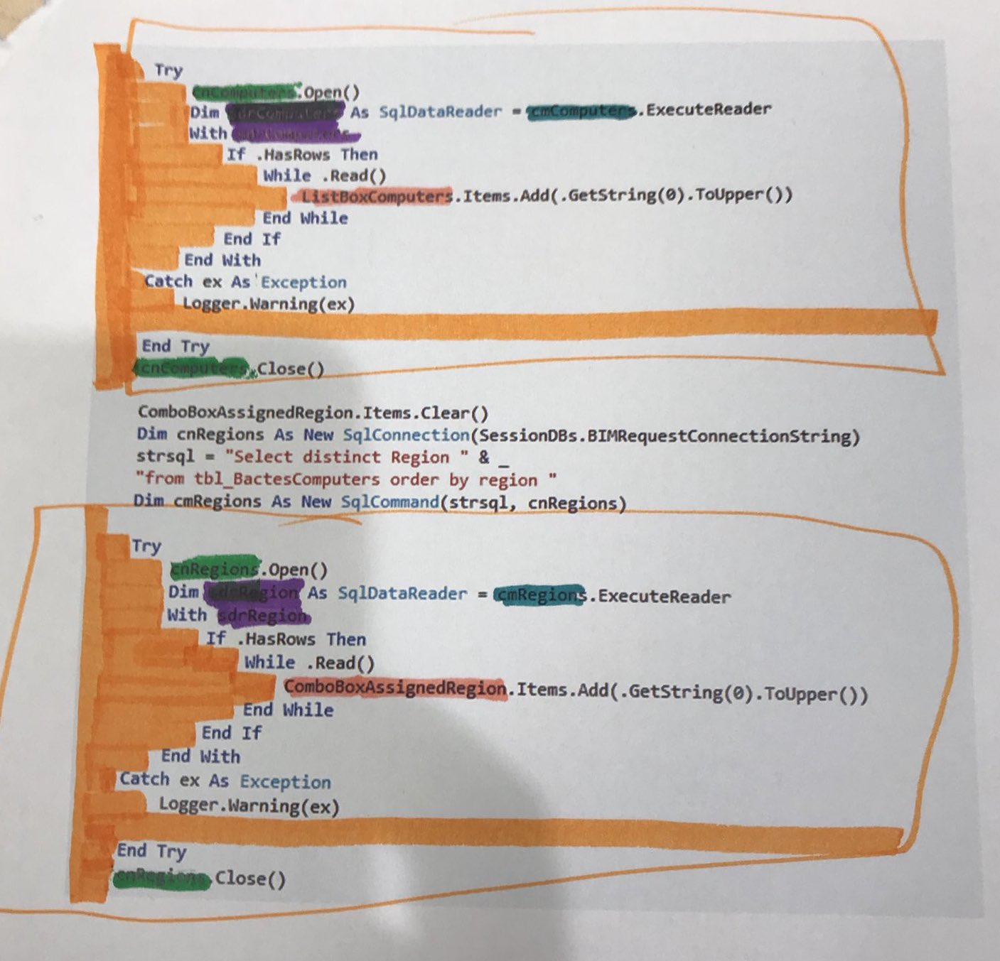 Try
cnComputers.Open()
Dim sdrComputers As SqlDataReader = cmComputers.ExecuteReader
With
If .HasRows Then
While .Read()
ListBoxComputers.Items.Add(.GetString(0).ToUpper())
End While
End If
End With
Catch ex As Exception
Logger.Warning(ex)
End Try
cnComputers.Close()
ComboBoxAssignedRegion.Items.Clear()
Dim cnRegions As New SqlConnection(SessionDBs.BIMRequestConnectionString)
strsql = "Select distinct Region " & _
"from tbl_BactesComputers order by region "
Dim cmRegions As New SqlCommand(strsql, cnRegions)
Try
cnRegions.Open()
Dim sdrRegion As SqlDataReader = cmRegions.ExecuteReader
With sdrRegion
If .HasRows Then
While .Read()
ComboBoxAssignedRegion.Items.Add(.GetString(0).ToUpper())
End While
End If
End With
Catch ex As Exception
Logger.Warning(ex)
End Try
cnRegions.Close()